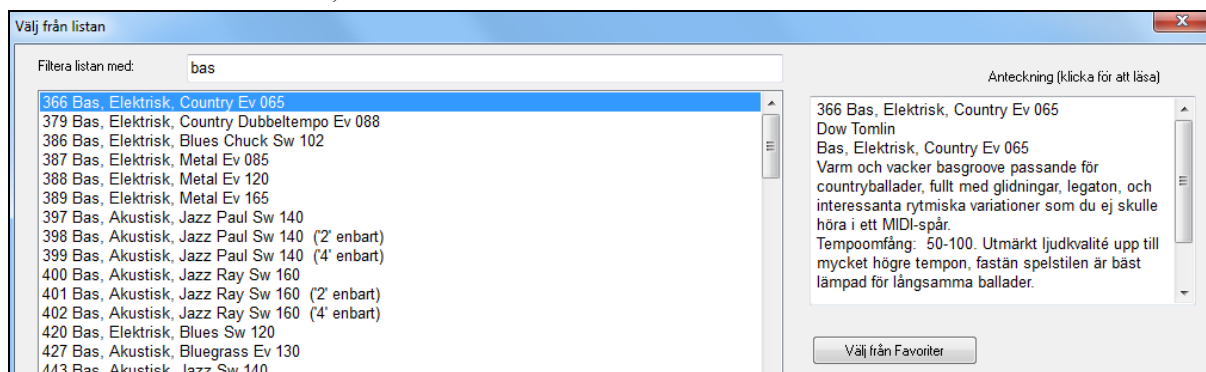 Välj från listan
Filtera listan med:
bas
366 Bas, Elektrisk, Country Ev 065
379 Bas, Elektrisk, Country Dubbeltempo Ev 088
386 Bas, Elektrisk, Blues Chuck Sw 102
387 Bas, Elektrisk, Metal Ev 085
388 Bas, Elektrisk, Metal Ev 120
389 Bas, Elektrisk, Metal Ev 165
397 Bas, Akustisk, Jazz Paul Sw 140
398 Bas, Akustisk, Jazz Paul Sw 140 ('2' enbart)
399 Bas, Akustisk, Jazz Paul Sw 140 ('4' enbart)
400 Bas, Akustisk, Jazz Ray Sw 160
401 Bas, Akustisk, Jazz Ray Sw 160 ('2' enbart)
402 Bas, Akustisk, Jazz Ray Sw 160 ('4' enbart)
420 Bas, Elektrisk, Blues Sw 120
427 Bas, Akustisk, Bluegrass Ev 130
443 Bas, Akustisk, Jazz Sw 140
Anteckning (klicka för att läsa)
366 Bas, Elektrisk, Country Ev 065
Dow Tomlin
Bas, Elektrisk, Country Ev 065
Varm och vacker basgroove passande för
countryballader, fullt med glidningar, legaton, och
interessanta rytmiska variationer som du ej skulle
höra i ett MIDI-spår.
Tempoomfång: 50-100. Utmärkt ljudkvalité upp till
mycket högre tempon, fastän spelstilen är bäst
lämpad för långsamma ballader.
Välj från Favoriter